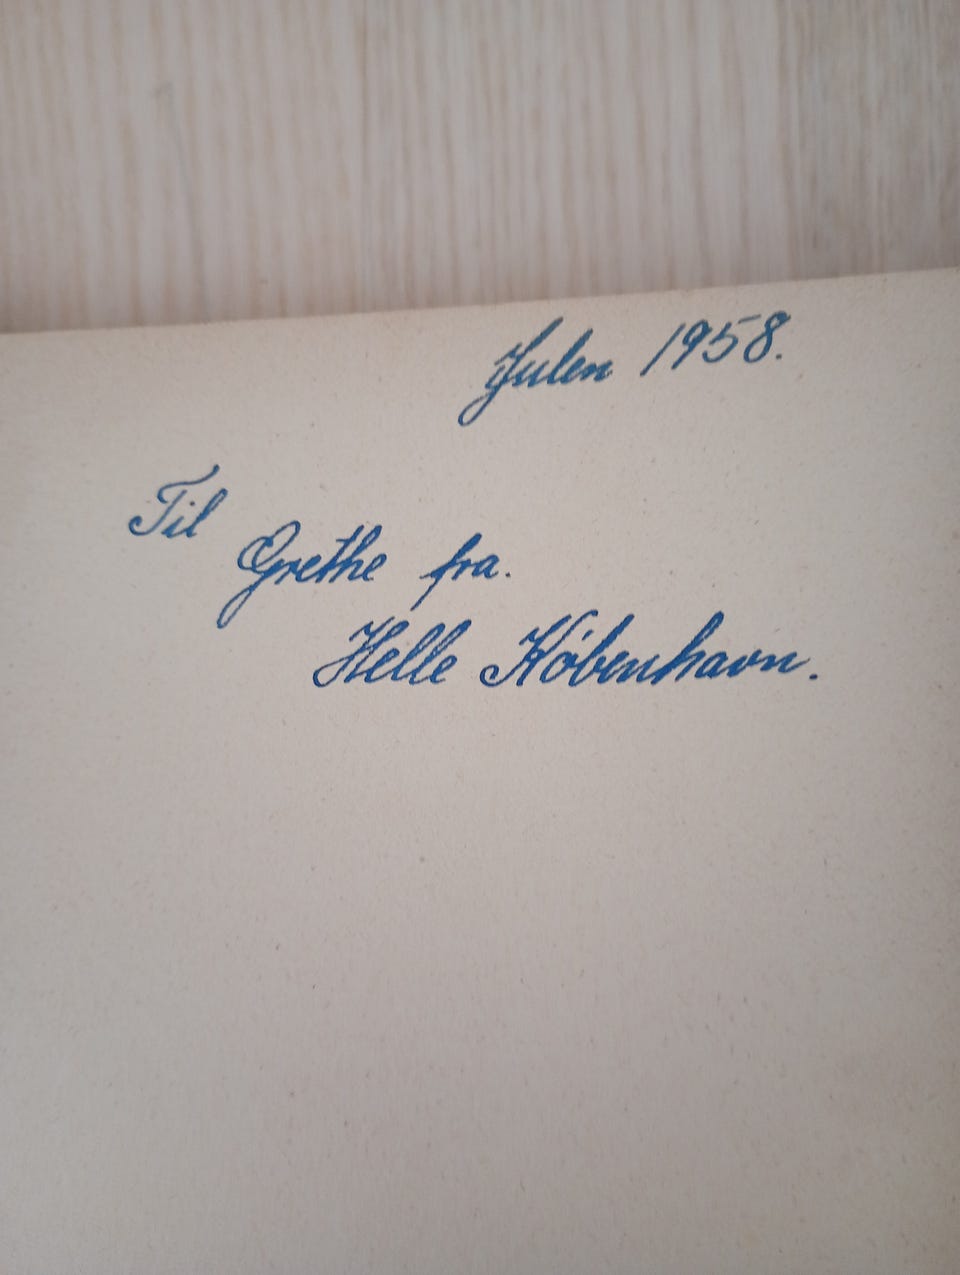 Julen 1958.
Til
Grethe fra.
Helle København.